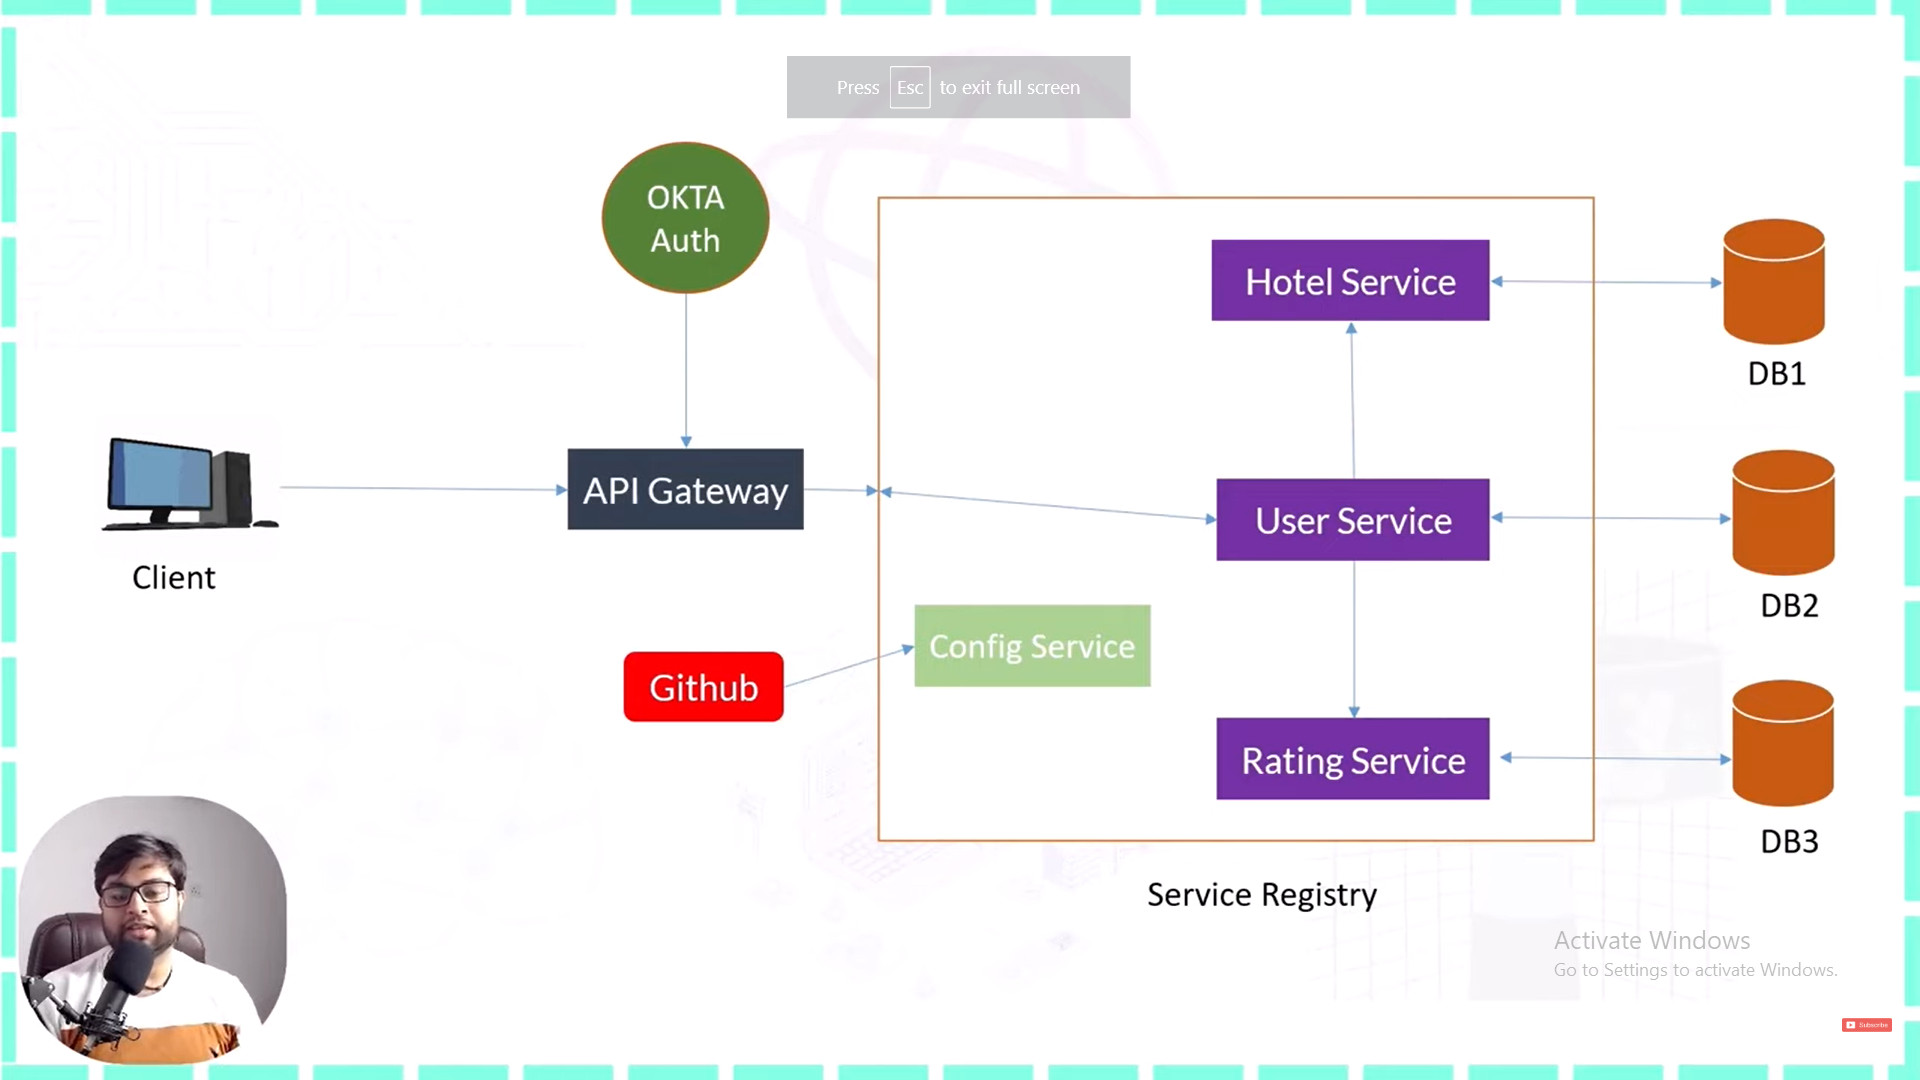 Press Esc to exit full screen
OKTA
Auth
Hotel Service
DB1
API Gateway
User Service
Client
DB2
Config Service
Github
Rating Service
DB3
Service Registry
Activate Windows
Go to Settings to activate Windows.
Subscribe